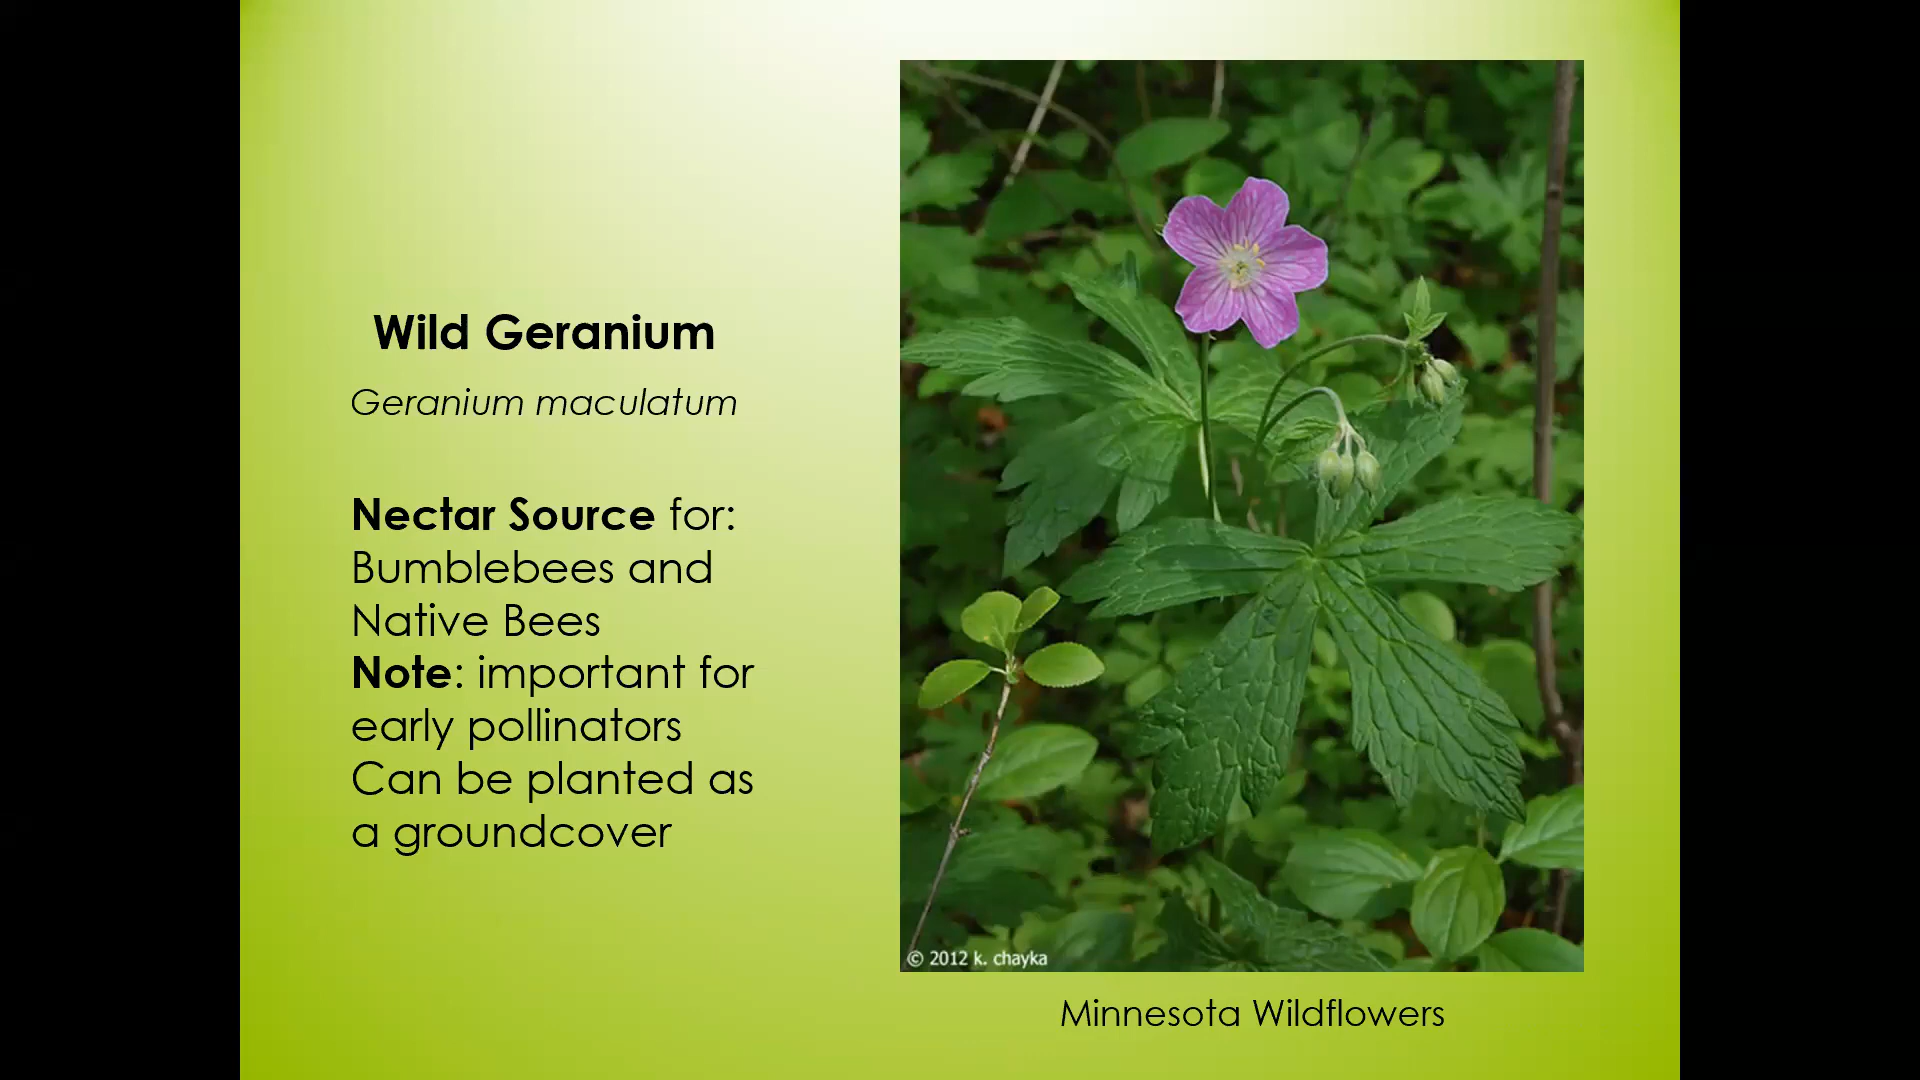 Wild Geranium
Geranium maculatum
Nectar Source for:
Bumblebees and
Native Bees
Note: important for
early pollinators
Can be planted as
a groundcover
© 2012 k. chayka
Minnesota Wildflowers